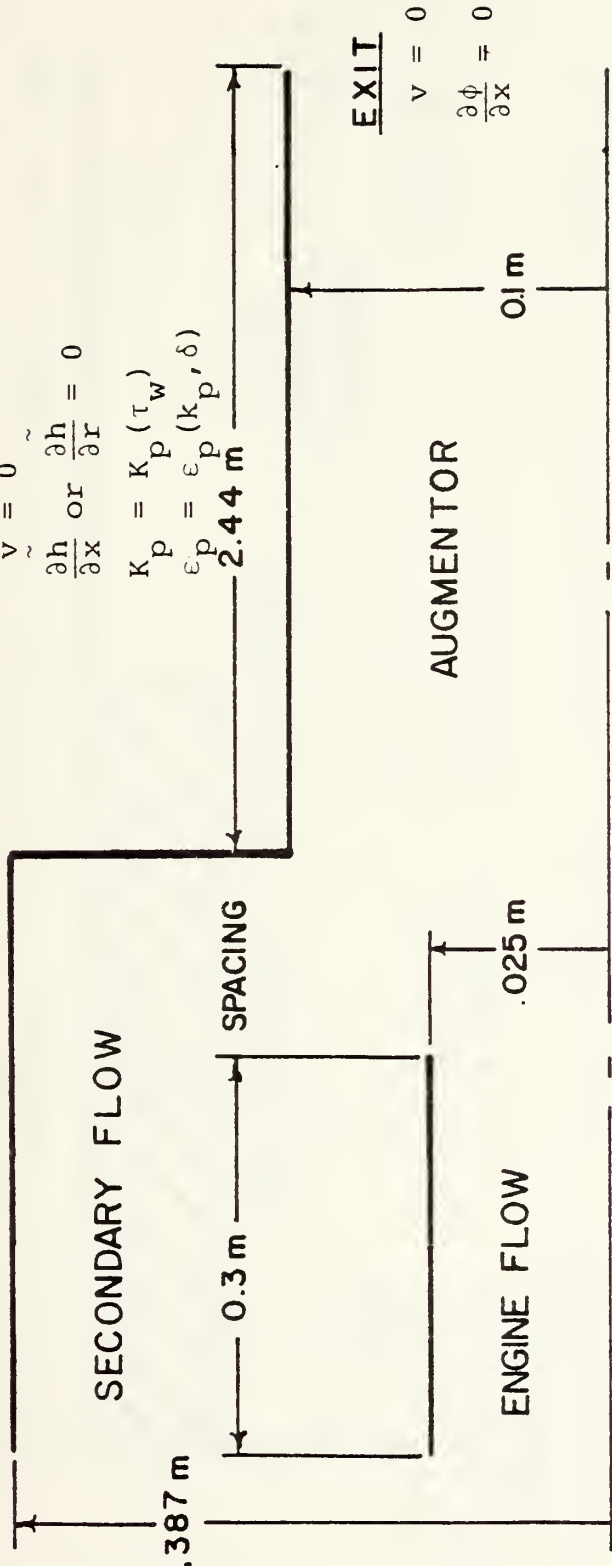 v = 0
~ ~
∂h/∂x or ∂h/∂r = 0
K_p = K_p(τ_w)
ε_p = ε_p(k_p, δ)
2.44 m
EXIT
v = 0
∂φ/∂x = 0
SECONDARY FLOW
SPACING
0.3 m
.387 m
.025 m
0.1 m
ENGINE FLOW
AUGMENTOR